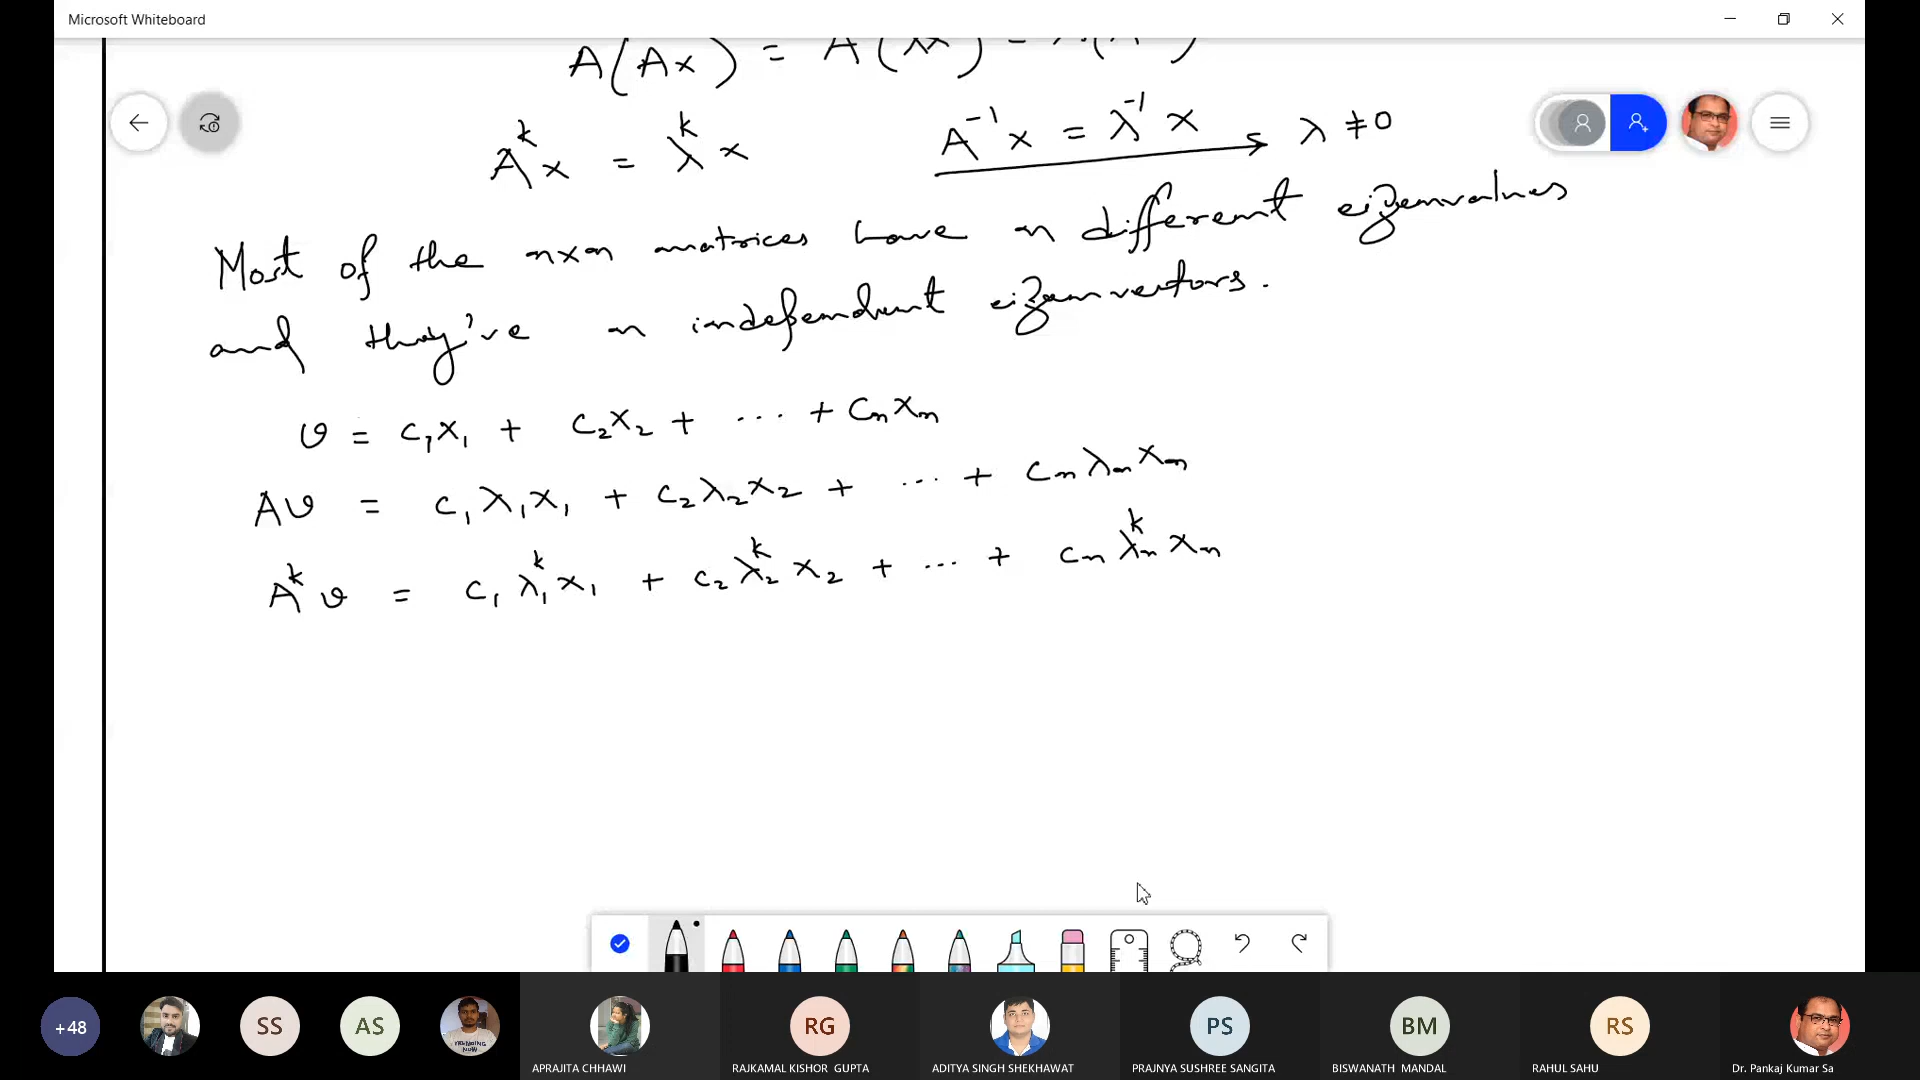 Microsoft Whiteboard
A(Ax) = A(λx) =
A^k x = λ^k x    A^-1 x = λ^-1 x → λ ≠ 0
Most of the nxn matrices have n different eigenvalues
and they've n independent eigenvectors.
v = c₁x₁ + c₂x₂ + ... + cₙxₙ
Av = c₁λ₁x₁ + c₂λ₂x₂ + ... + cₙλₙxₙ
A^k v = c₁λ₁^k x₁ + c₂λ₂^k x₂ + ... + cₙλₙ^k xₙ
+48 SS AS TRENDING NOW RG PS BM RS
APRAJITA CHHAWI RAJKAMAL KISHOR GUPTA ADITYA SINGH SHEKHAWAT PRAJNYA SUSHREE SANGITA BISWANATH MANDAL RAHUL SAHU Dr. Pankaj Kumar Sa